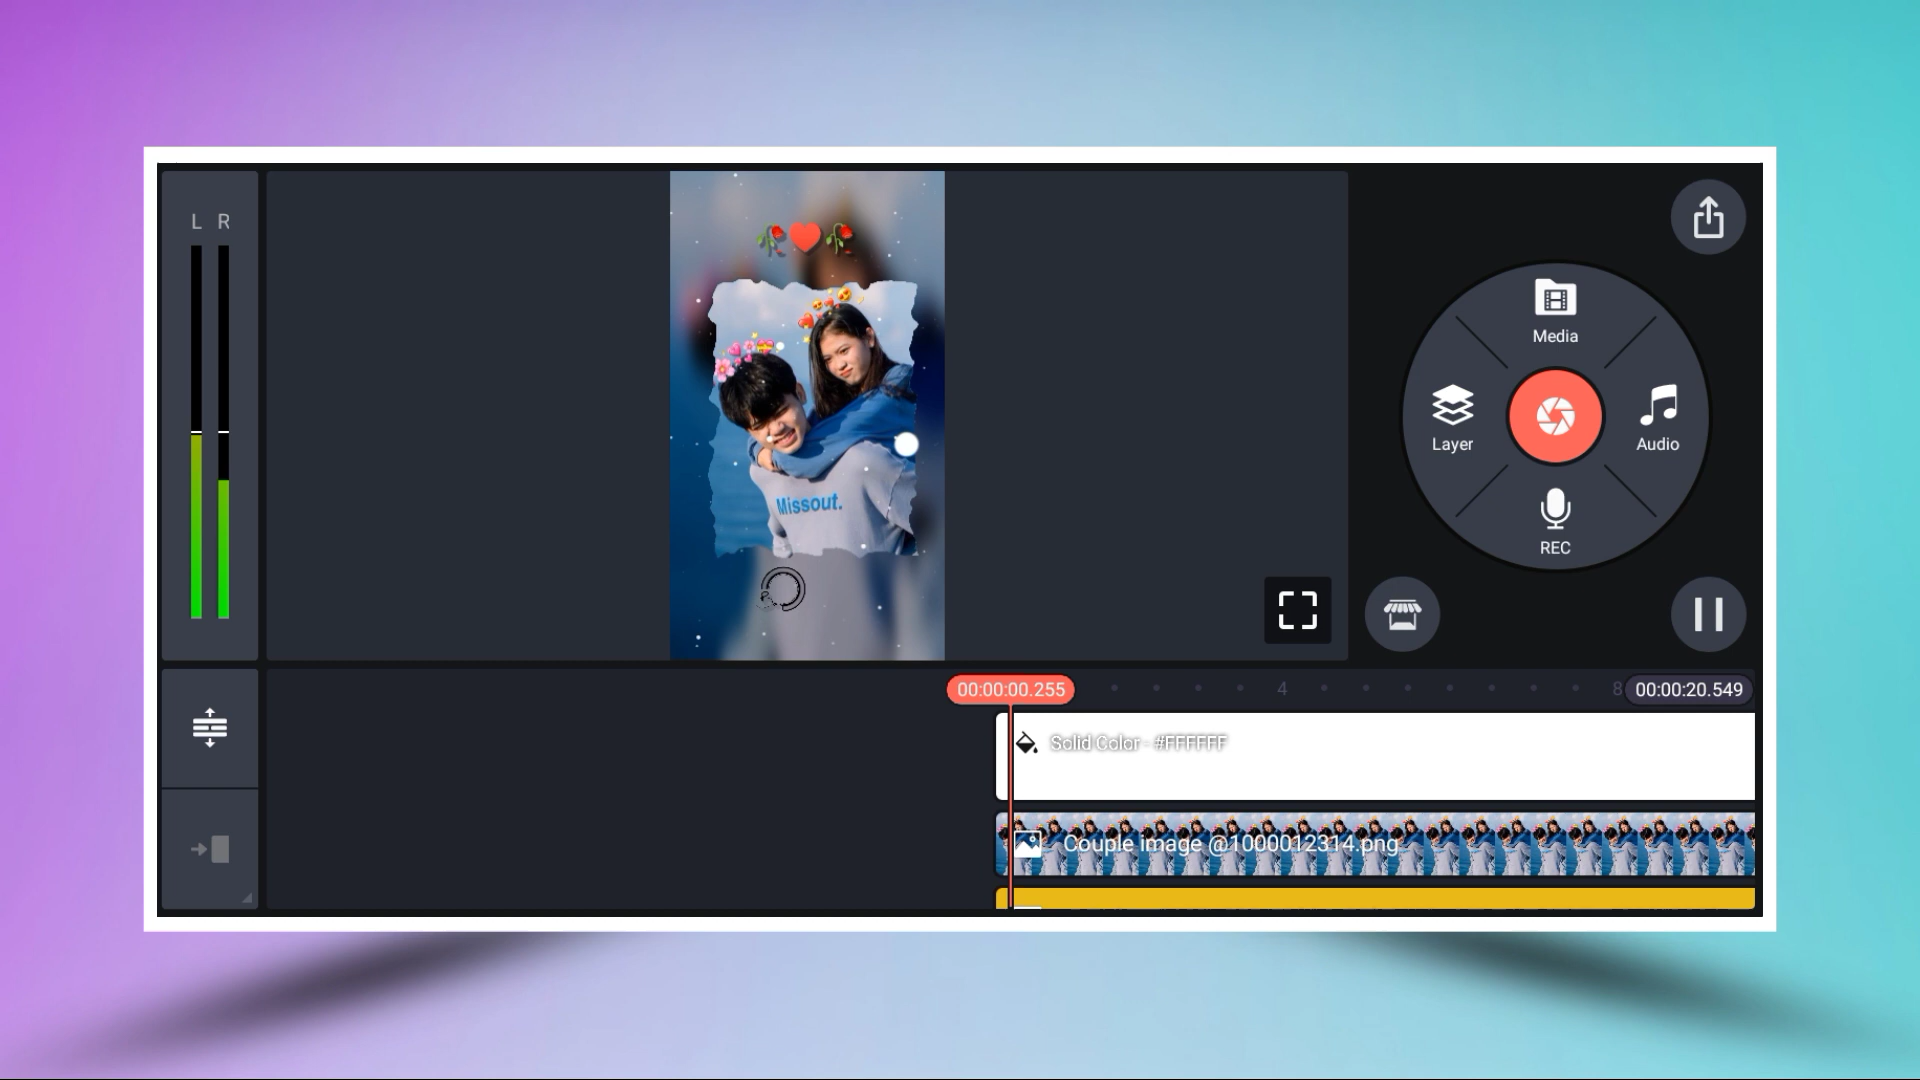 L R
Missout.
Media
Layer
Audio
REC
00:00:00.255
4
8
00:00:20.549
Solid Color - #FFFFFF
Couple image @1000012314.png